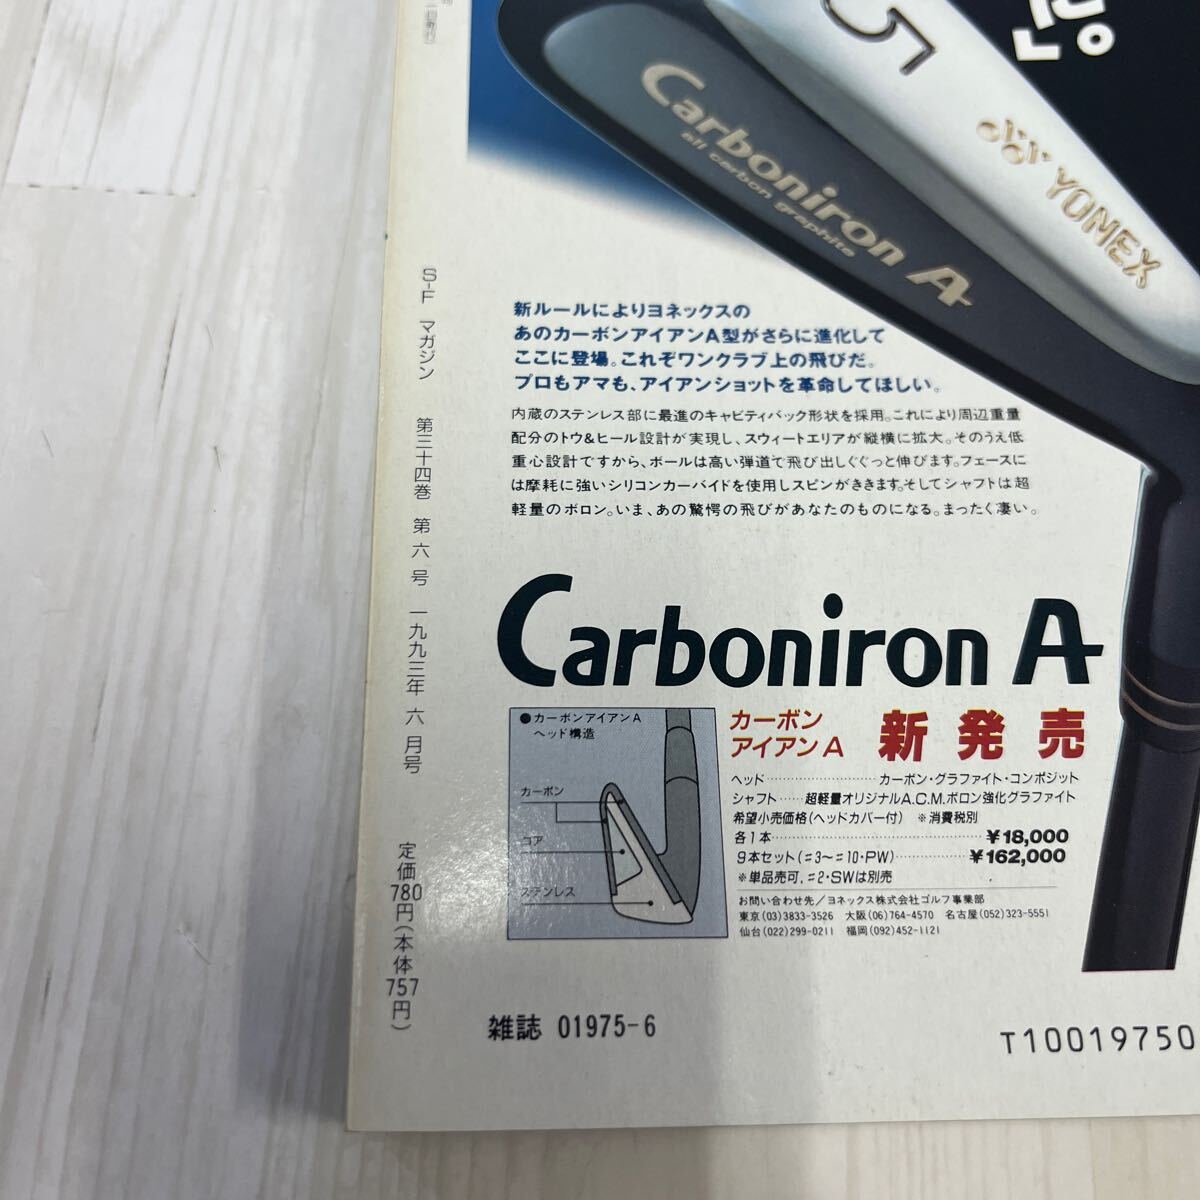 た。」
5
YONEX
Carboniron A
all carbon graphite
新ルールによりヨネックスの
あのカーボンアイアンA型がさらに進化して
ここに登場。これぞワンクラブ上の飛びだ。
プロもアマも、アイアンショットを革命してほしい。
内蔵のステンレス部に最進のキャビティバック形状を採用。これにより周辺重量
配分のトウ&ヒール設計が実現し、スウィートエリアが縦横に拡大。そのうえ低
重心設計ですから、ボールは高い弾道で飛び出しぐぐっと伸びます。フェースに
は摩耗に強いシリコンカーバイドを使用しスピンがききます。そしてシャフトは超
軽量のボロン。いま、あの驚愕の飛びがあなたのものになる。まったく凄い。
Carboniron A
●カーボンアイアンA
ヘッド構造
カーボン
コア
ステンレス
カーボン
アイアンA
新発売
ヘッド…………………カーボン・グラファイト・コンポジット
シャフト……超軽量オリジナルA.C.M.ボロン強化グラファイト
希望小売価格(ヘッドカバー付) ※消費税別
各1本……………………………¥18,000
9本セット(♯3〜♯10・PW)……………¥162,000
※単品売可、♯2・SWは別売
お問い合わせ先/ヨネックス株式会社ゴルフ事業部
東京(03)3833-3526 大阪(06)764-4570 名古屋(052)323-5551
仙台(022)299-0211 福岡(092)452-1121
S-Fマガジン 第三十四巻 第六号 一九九三年 六月号 定価780円(本体757円)
雑誌 01975-6
T10019750